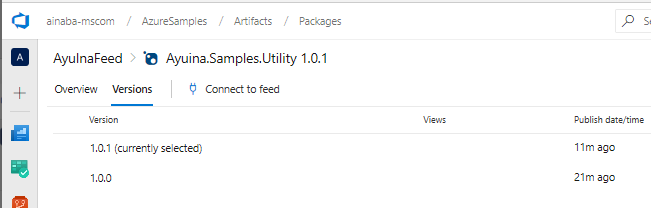 ainaba-mscom / AzureSamples / Artifacts / Packages
AyuInaFeed > Ayuina.Samples.Utility 1.0.1
A
Overview Versions Connect to feed
Version Views Publish date/time
1.0.1 (currently selected) 11m ago
1.0.0 21m ago